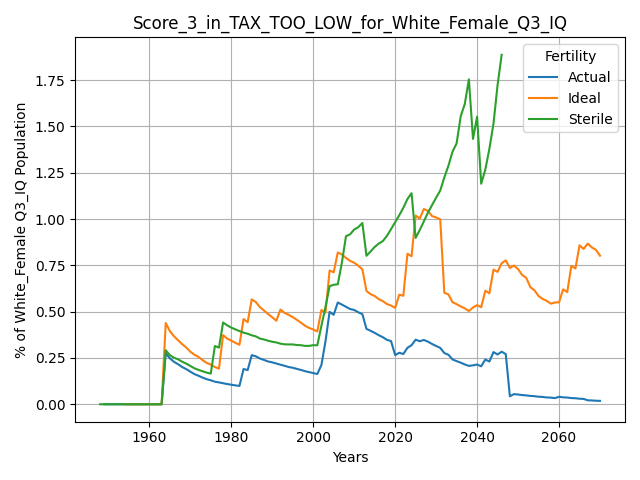 Score_3_in_TAX_TOO_LOW_for_White_Female_Q3_IQ
% of White_Female Q3_IQ Population
1.75
1.50
1.25
1.00
0.75
0.50
0.25
0.00
Fertility
Actual
Ideal
Sterile
1960
1980
2000
2020
2040
2060
Years